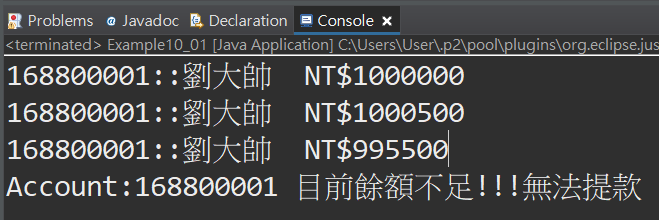 Problems Javadoc Declaration Console
<terminated> Example10_01 [Java Application] C:\Users\User\.p2\pool\plugins\org.eclipse.jus
168800001::劉大帥 NT$1000000
168800001::劉大帥 NT$1000500
168800001::劉大帥 NT$995500
Account:168800001 目前餘額不足!!!無法提款